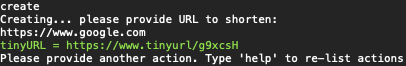 create
Creating... please provide URL to shorten:
https://www.google.com
tinyURL = https://www.tinyurl/g9xcsH
Please provide another action. Type 'help' to re-list actions